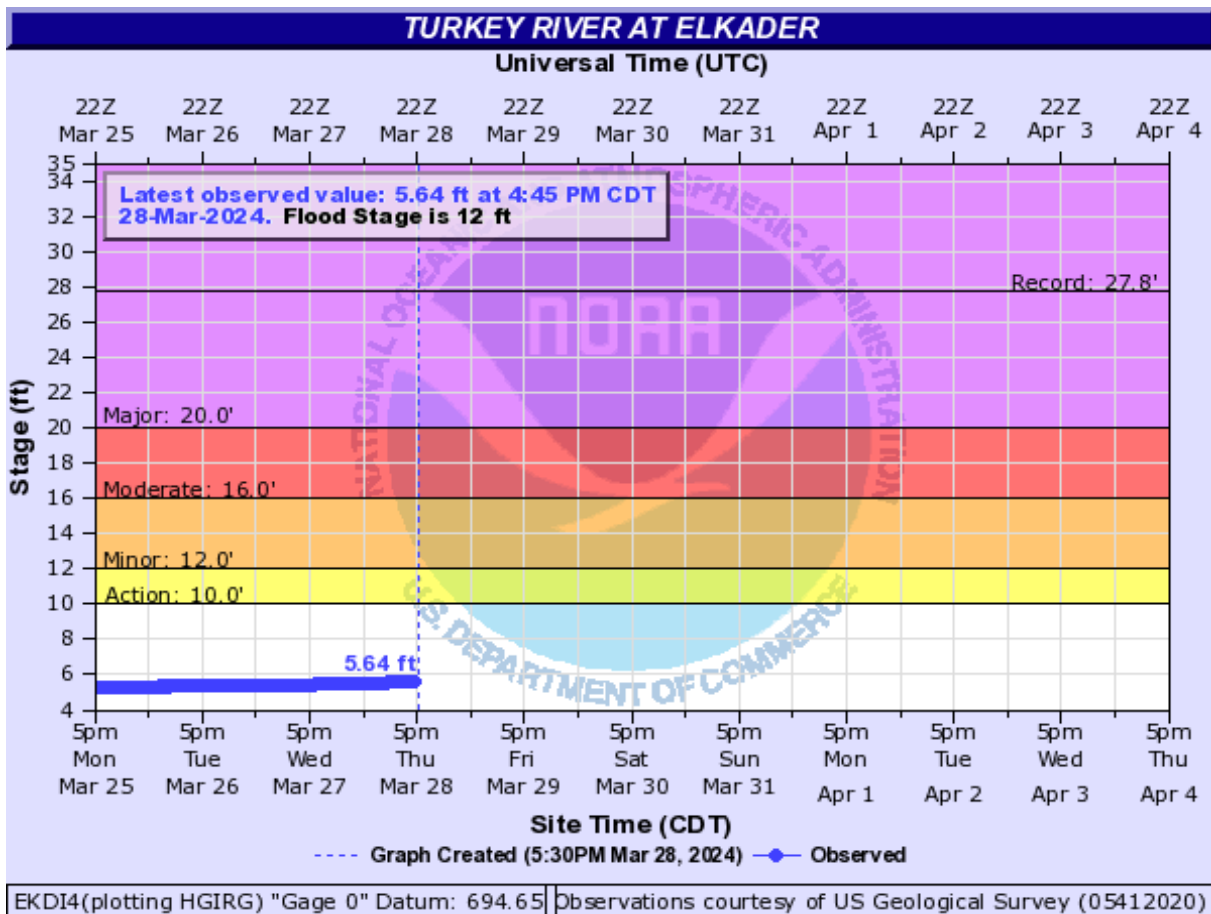 TURKEY RIVER AT ELKADER
Universal Time (UTC)
22Z 22Z 22Z 22Z 22Z 22Z 22Z 22Z 22Z 22Z 22Z
Mar 25 Mar 26 Mar 27 Mar 28 Mar 29 Mar 30 Mar 31 Apr 1 Apr 2 Apr 3 Apr 4
35
34
Latest observed value: 5.64 ft at 4:45 PM CDT
28-Mar-2024. Flood Stage is 12 ft
32
30
28
Record: 27.8'
26
24
22
Major: 20.0'
20
18
Moderate: 16.0'
16
14
Minor: 12.0'
12
Action: 10.0'
10
8
5.64 ft
6
4
Stage (ft)
NATIONAL OCEANIC AND ATMOSPHERIC ADMINISTRATION
NOAA
U.S. DEPARTMENT OF COMMERCE
5pm 5pm 5pm 5pm 5pm 5pm 5pm 5pm 5pm 5pm 5pm
Mon Tue Wed Thu Fri Sat Sun Mon Tue Wed Thu
Mar 25 Mar 26 Mar 27 Mar 28 Mar 29 Mar 30 Mar 31 Apr 1 Apr 2 Apr 3 Apr 4
Site Time (CDT)
Graph Created (5:30PM Mar 28, 2024) Observed
EKDI4(plotting HGIRG) "Gage 0" Datum: 694.65 Observations courtesy of US Geological Survey (05412020)